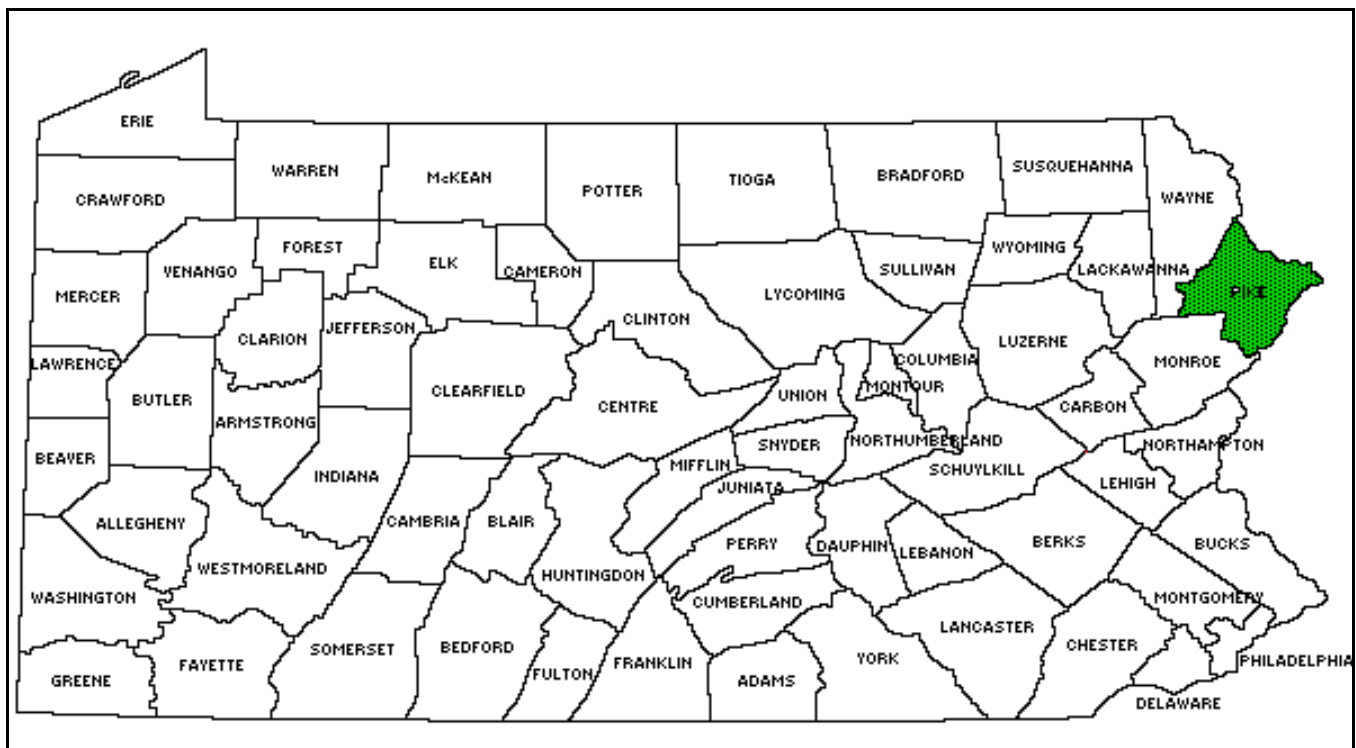 ERIE
WARREN
McKEAN
POTTER
TIOGA
BRADFORD
SUSQUEHANNA
WAYNE
CRAWFORD
FOREST
VENANGO
ELK
CAMERON
LYCOMING
SULLIVAN
WYOMING
LACKAWANNA
PIKE
MERCER
CLARION
JEFFERSON
CLINTON
COLUMBIA
LUZERNE
MONROE
LAWRENCE
BUTLER
CLEARFIELD
CENTRE
UNION
MONTOUR
CARBON
ARMSTRONG
BEAVER
INDIANA
MIFFLIN
SNYDER
NORTHUMBERLAND
SCHUYLKILL
NORTHAMPTON
LEHIGH
JUNIATA
ALLEGHENY
CAMBRIA
BLAIR
PERRY
DAUPHIN
LEBANON
BERKS
BUCKS
WESTMORELAND
HUNTINGDON
WASHINGTON
CUMBERLAND
MONTGOMERY
LANCASTER
CHESTER
SOMERSET
BEDFORD
FAYETTE
FULTON
FRANKLIN
YORK
PHILADELPHIA
GREENE
ADAMS
DELAWARE